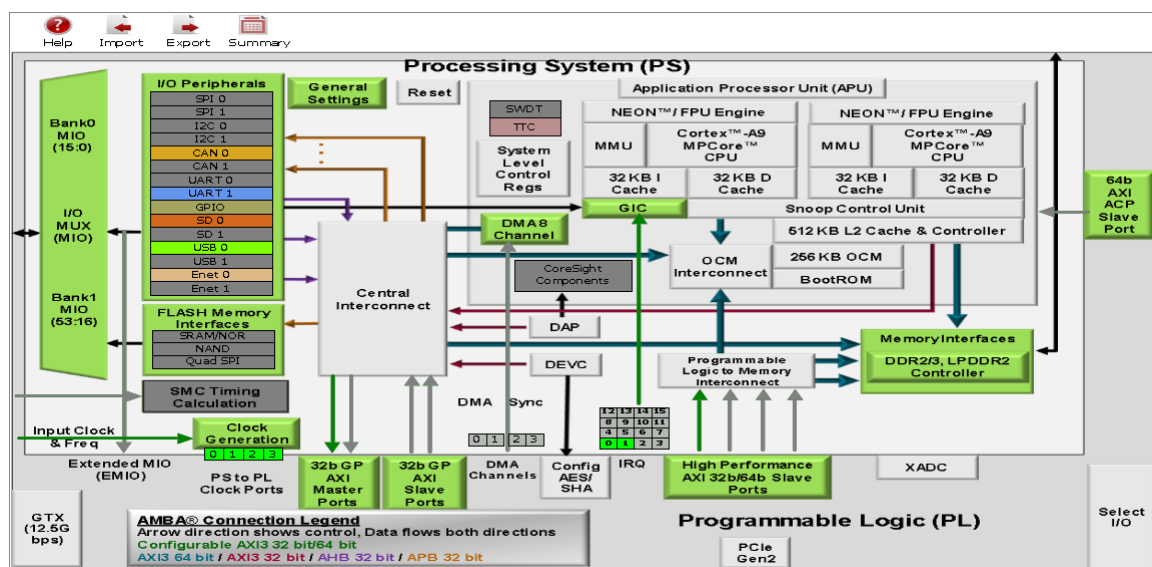 Help
Import
Export
Summary
Processing System (PS)
Bank0
MIO
(15:0)
I/O
MUX
(MIO)
Bank1
MIO
(53:16)
I/O Peripherals
SPI 0
SPI 1
I2C 0
I2C 1
CAN 0
CAN 1
UART 0
UART 1
GPIO
SD 0
SD 1
USB 0
USB 1
Enet 0
Enet 1
FLASH Memory
Interfaces
SRAM/NOR
NAND
Quad SPI
SMC Timing
Calculation
General
Settings
Reset
Application Processor Unit (APU)
SWDT
TTC
System
Level
Control
Regs
NEON™/ FPU Engine
MMU
Cortex™-A9
MPCore™
CPU
32 KB I
Cache
32 KB D
Cache
NEON™/ FPU Engine
MMU
Cortex™-A9
MPCore™
CPU
32 KB I
Cache
32 KB D
Cache
GIC
Snoop Control Unit
512 KB L2 Cache & Controller
DMA8
Channel
OCM
Interconnect
256 KB OCM
BootROM
CoreSight
Components
Central
Interconnect
DAP
DEVC
Programmable
Logic to Memory
Interconnect
Memory Interfaces
DDR2/3, LPDDR2
Controller
64b
AXI
ACP
Slave
Port
Input Clock
& Freq
Clock
Generation
0 1 2 3
DMA Sync
0 1 2 3
12 13 14 15
8 9 10 11
4 5 6 7
0 1 2 3
Extended MIO
(EMIO)
PS to PL
Clock Ports
32b GP
AXI
Master
Ports
32b GP
AXI
Slave
Ports
DMA
Channels
Config
AES/
SHA
IRQ
High Performance
AXI 32b/64b Slave
Ports
XADC
GTX
(12.5G
bps)
AMBA® Connection Legend
Arrow direction shows control, Data flows both directions
Configurable AXI3 32 bit/64 bit
AXI3 64 bit / AXI3 32 bit / AHB 32 bit / APB 32 bit
Programmable Logic (PL)
PCIe
Gen2
Select
I/O